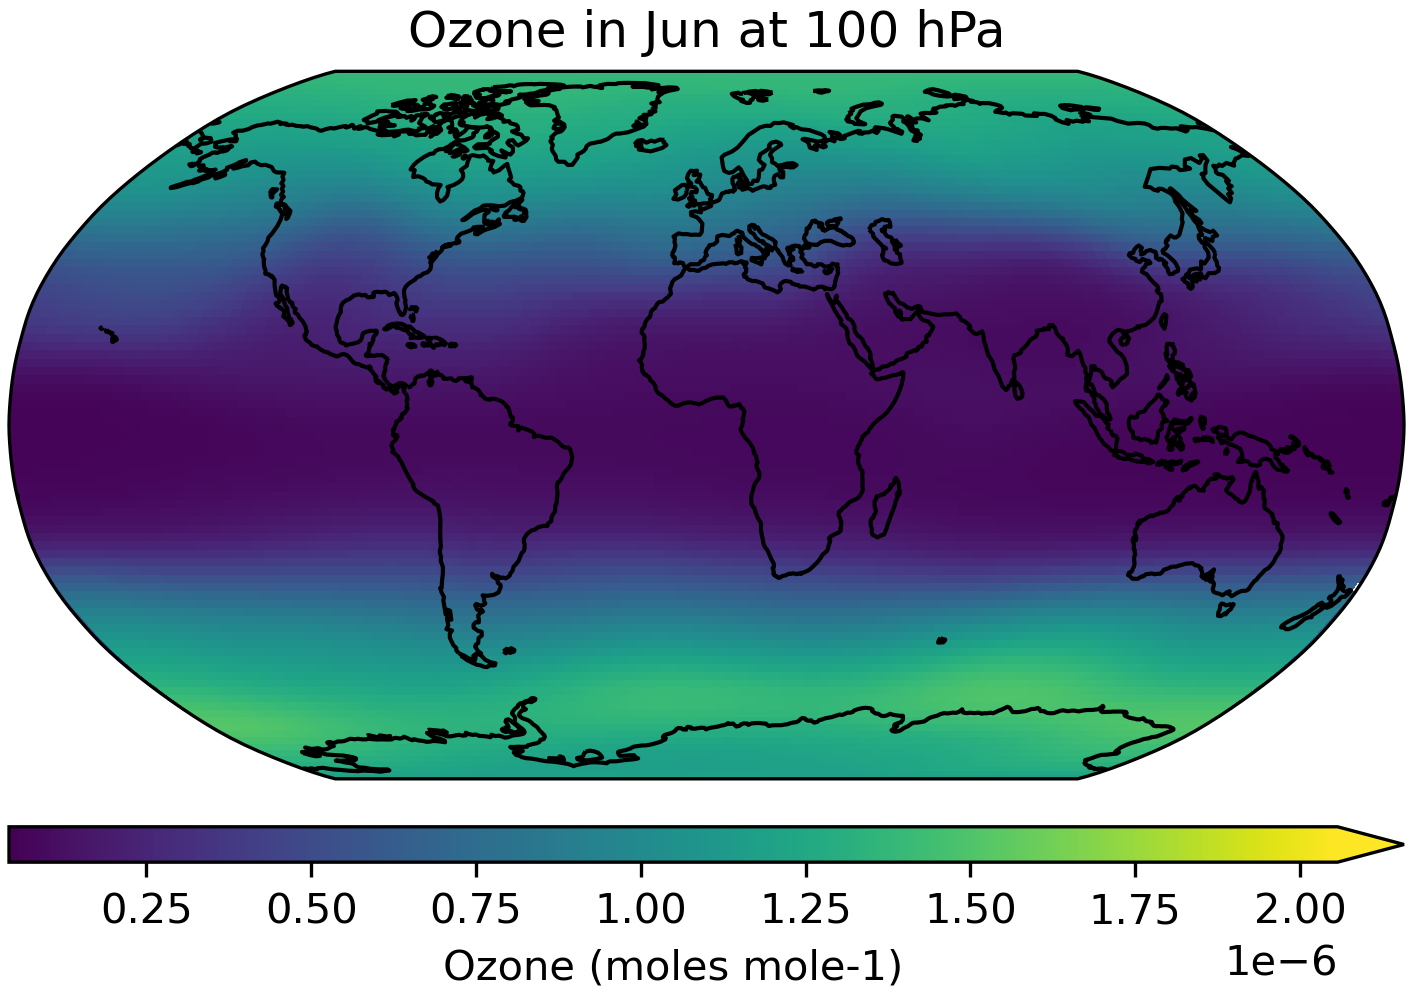 Ozone in Jun at 100 hPa
0.25 0.50 0.75 1.00 1.25 1.50 1.75 2.00
Ozone (moles mole-1)
1e−6